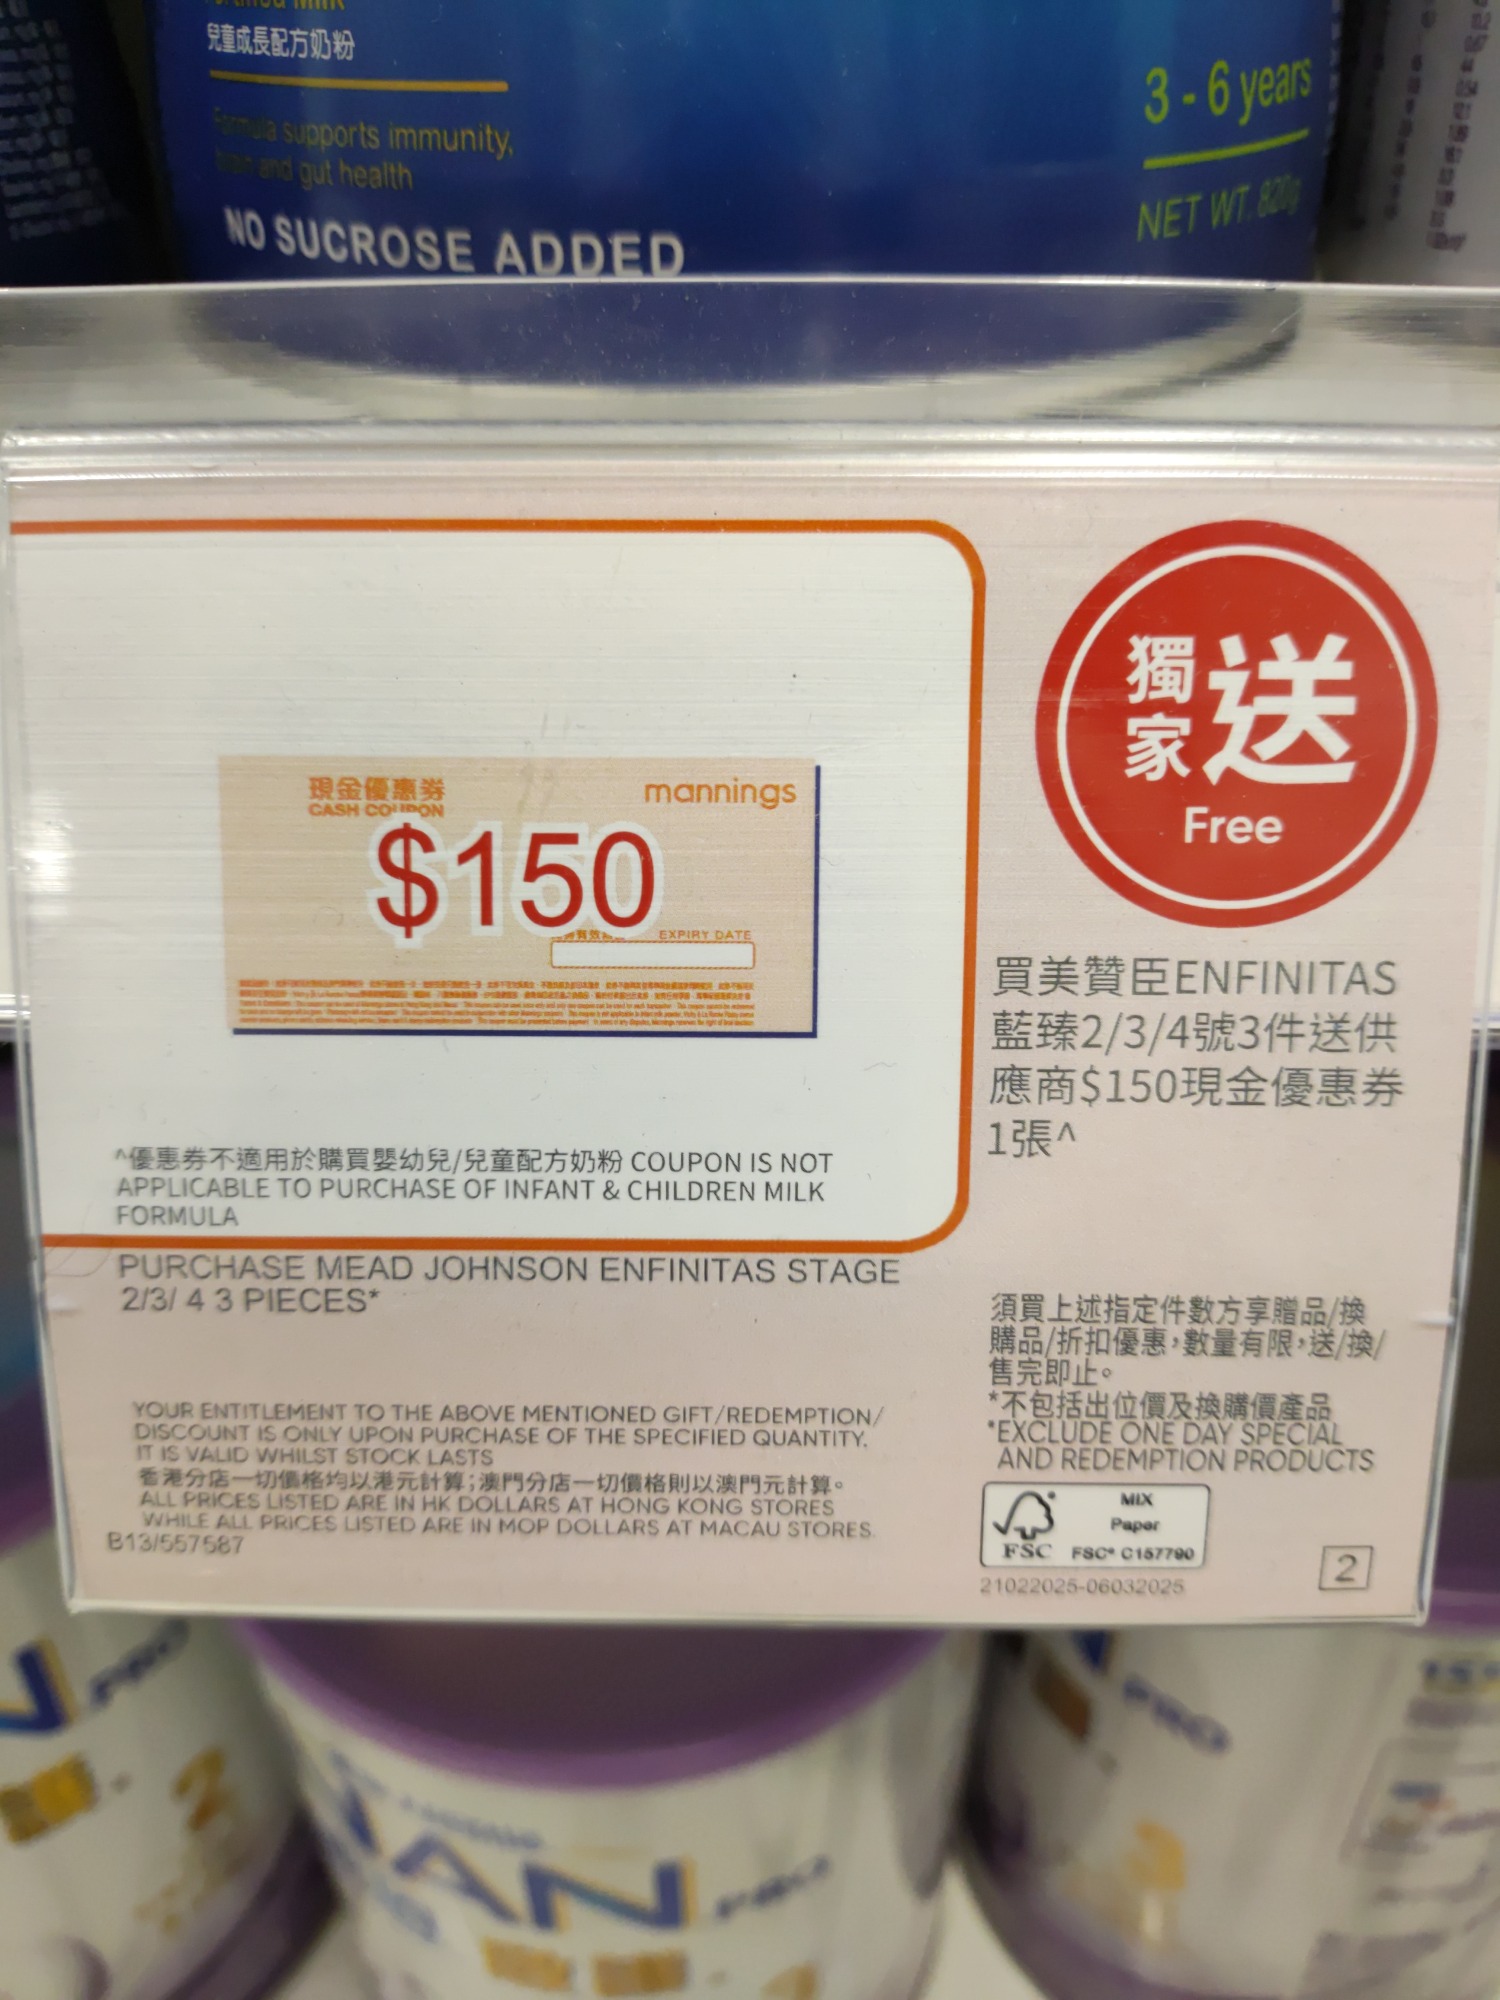 兒童成長配方奶粉
Formula supports immunity,
and gut health
NO SUCROSE ADDED
3 - 6 years
NET WT. 820g
現金優惠券
CASH COUPON
mannings
$150
EXPIRY DATE
^優惠券不適用於購買嬰幼兒/兒童配方奶粉 COUPON IS NOT
APPLICABLE TO PURCHASE OF INFANT & CHILDREN MILK
FORMULA
PURCHASE MEAD JOHNSON ENFINITAS STAGE
2/3/ 4 3 PIECES*
YOUR ENTITLEMENT TO THE ABOVE MENTIONED GIFT/REDEMPTION/
DISCOUNT IS ONLY UPON PURCHASE OF THE SPECIFIED QUANTITY.
IT IS VALID WHILST STOCK LASTS
香港分店一切價格均以港元計算；澳門分店一切價格則以澳門元計算。
ALL PRICES LISTED ARE IN HK DOLLARS AT HONG KONG STORES
WHILE ALL PRICES LISTED ARE IN MOP DOLLARS AT MACAU STORES.
B13/557587
獨家送
Free
買美贊臣ENFINITAS
藍臻2/3/4號3件送供
應商$150現金優惠券
1張^
須買上述指定件數方享贈品/換
購品/折扣優惠，數量有限，送/換/
售完即止。
*不包括出位價及換購價產品
*EXCLUDE ONE DAY SPECIAL
AND REDEMPTION PRODUCTS
FSC
MIX
Paper
FSC® C157790
21022025-06032025
2
PRO
2
NAN PRO
PRO